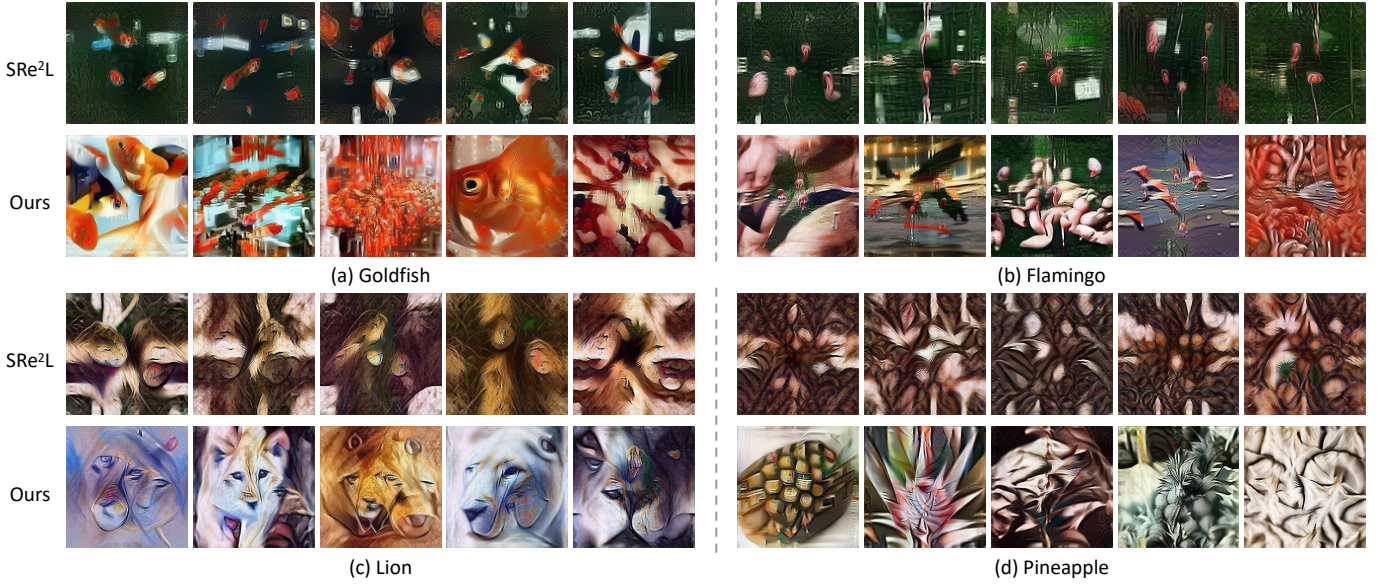 SRe²L
Ours
(a) Goldfish
(b) Flamingo
SRe²L
Ours
(c) Lion
(d) Pineapple